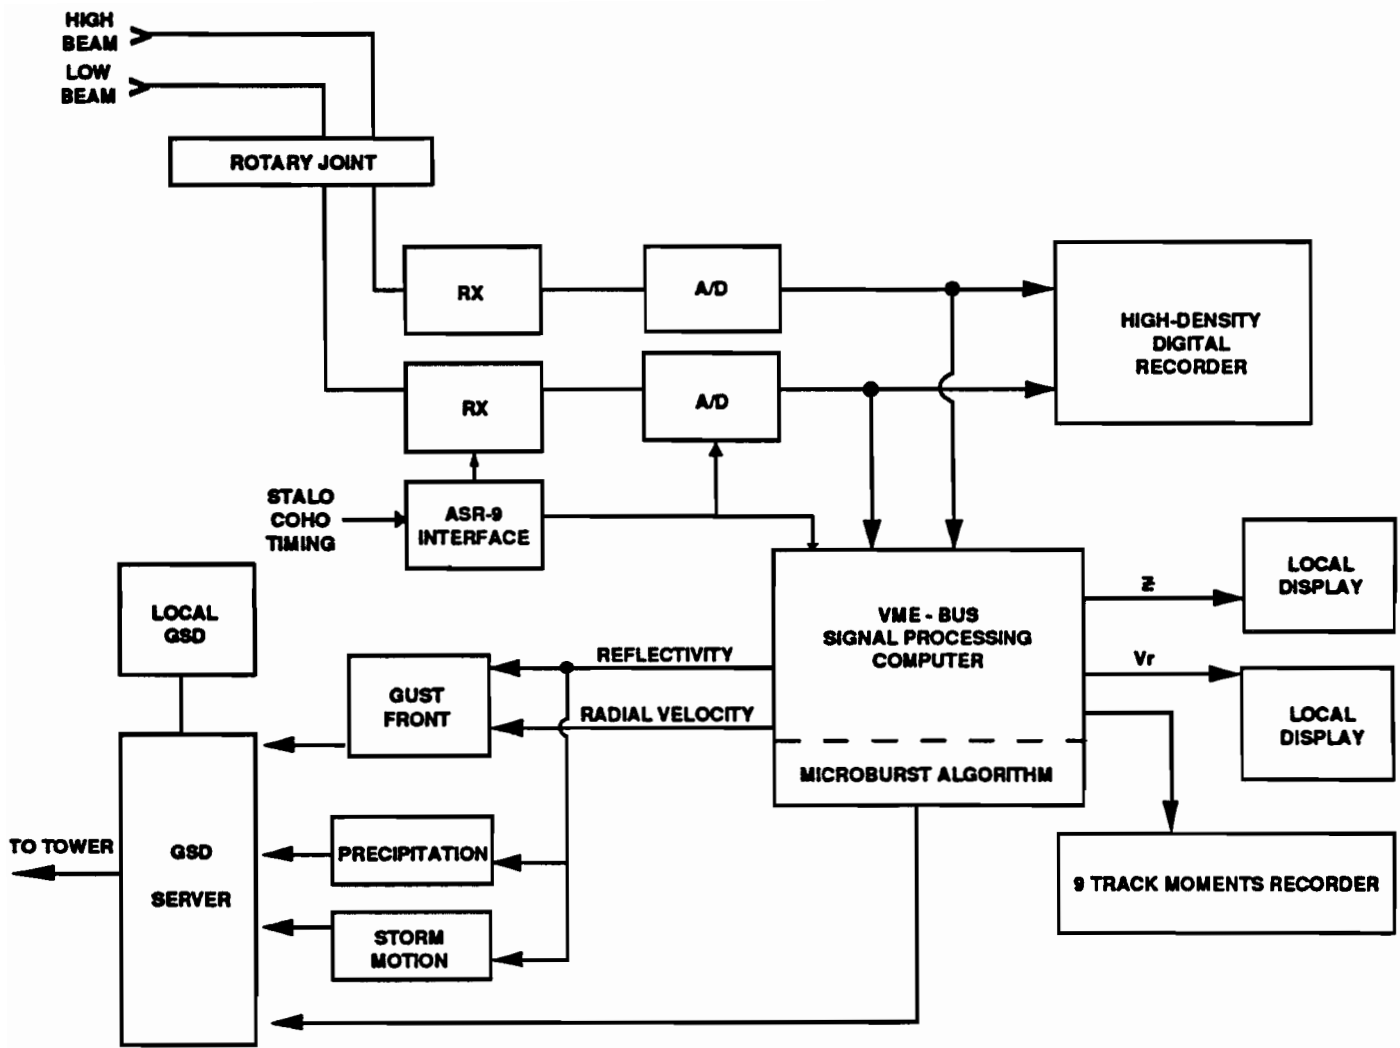 HIGH
BEAM
LOW
BEAM
ROTARY JOINT
RX
A/D
HIGH-DENSITY
DIGITAL
RECORDER
RX
A/D
STALO
COHO
TIMING
ASR-9
INTERFACE
LOCAL
GSD
VME - BUS
SIGNAL PROCESSING
COMPUTER
Z
LOCAL
DISPLAY
Vr
LOCAL
DISPLAY
REFLECTIVITY
RADIAL VELOCITY
GUST
FRONT
MICROBURST ALGORITHM
TO TOWER
GSD
SERVER
PRECIPITATION
STORM
MOTION
9 TRACK MOMENTS RECORDER